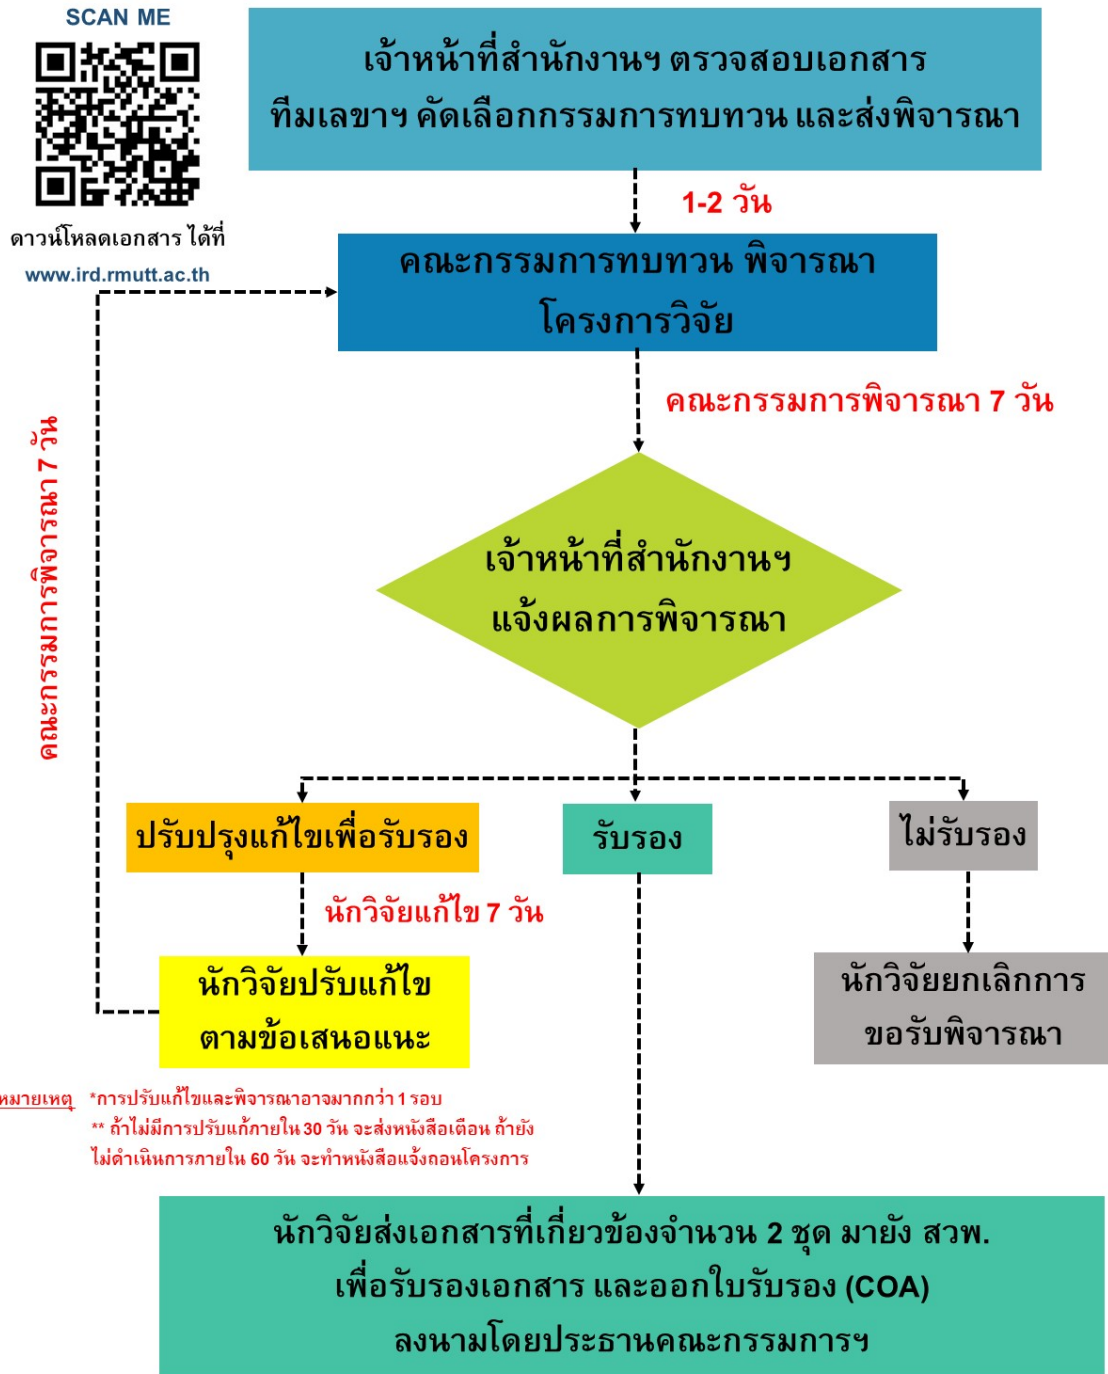 SCAN ME
ดาวน์โหลดเอกสาร ได้ที่
www.ird.rmutt.ac.th
เจ้าหน้าที่สำนักงานฯ ตรวจสอบเอกสาร
ทีมเลขาฯ คัดเลือกกรรมการทบทวน และส่งพิจารณา
1-2 วัน
คณะกรรมการทบทวน พิจารณา
โครงการวิจัย
คณะกรรมการพิจารณา 7 วัน
คณะกรรมการพิจารณา 7 วัน
เจ้าหน้าที่สำนักงานฯ
แจ้งผลการพิจารณา
ปรับปรุงแก้ไขเพื่อรับรอง
รับรอง
ไม่รับรอง
นักวิจัยแก้ไข 7 วัน
นักวิจัยปรับแก้ไข
ตามข้อเสนอแนะ
นักวิจัยยกเลิกการ
ขอรับพิจารณา
หมายเหตุ *การปรับแก้ไขและพิจารณาอาจมากกว่า 1 รอบ
** ถ้าไม่มีการปรับแก้ภายใน 30 วัน จะส่งหนังสือเตือน ถ้ายัง
ไม่ดำเนินการภายใน 60 วัน จะทำหนังสือแจ้งถอนโครงการ
นักวิจัยส่งเอกสารที่เกี่ยวข้องจำนวน 2 ชุด มายัง สวพ.
เพื่อรับรองเอกสาร และออกใบรับรอง (COA)
ลงนามโดยประธานคณะกรรมการฯ